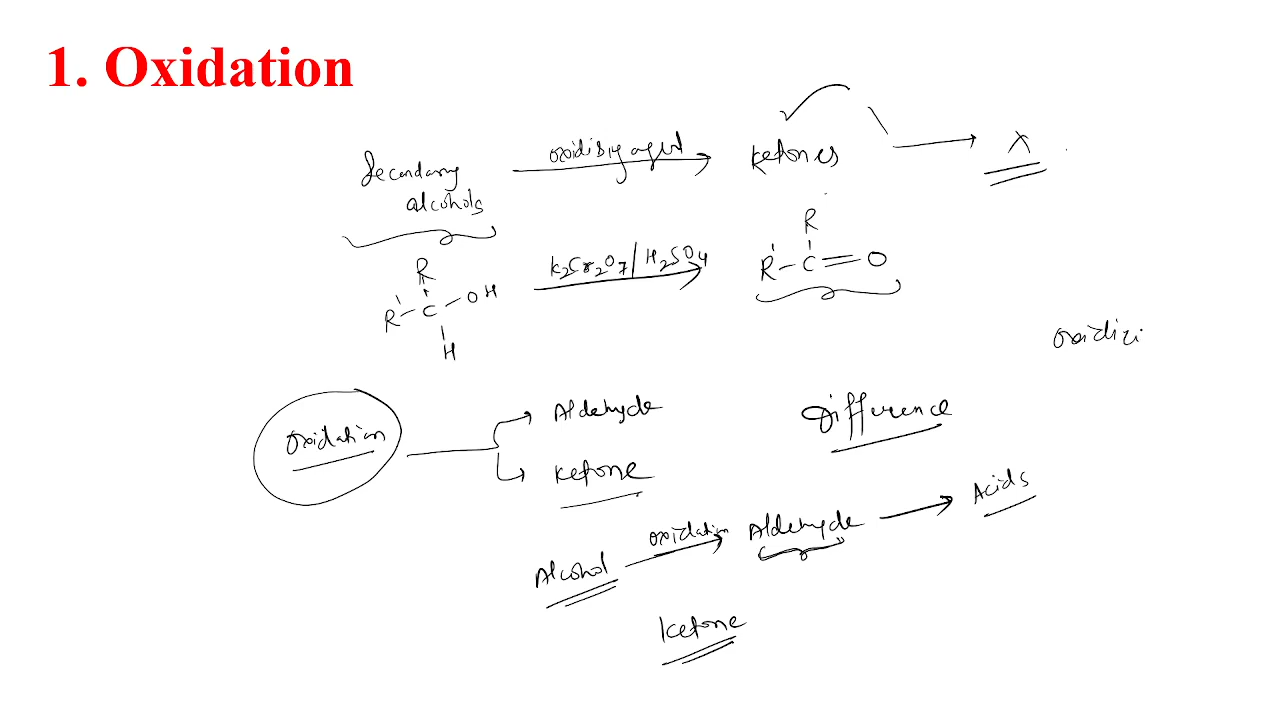 1. Oxidation
Secondary alcohols
oxidising agent
Ketones
X
R
R' - C - OH
H
K2Cr2O7/H2SO4
R
R' - C = O
oxidizi
oxidation
Aldehyde
Ketone
Difference
Alcohol
oxidation
Aldehyde
Acids
Ketone